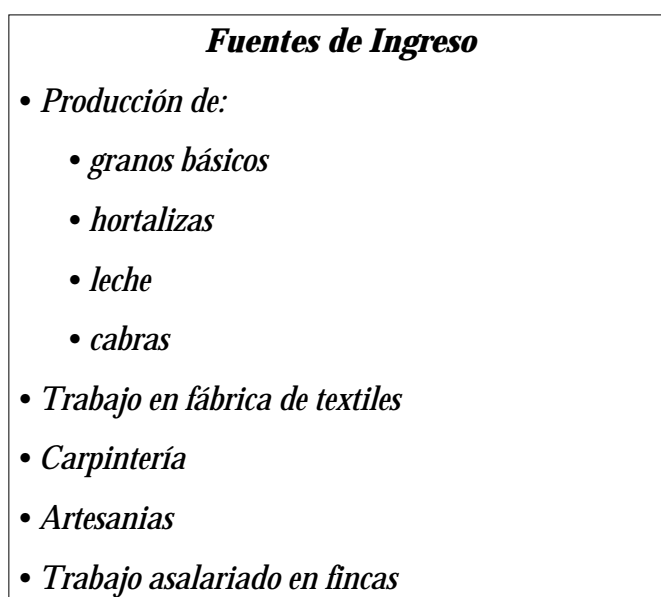 Fuentes de Ingreso
• Producción de:
• granos básicos
• hortalizas
• leche
• cabras
• Trabajo en fábrica de textiles
• Carpintería
• Artesanias
• Trabajo asalariado en fincas